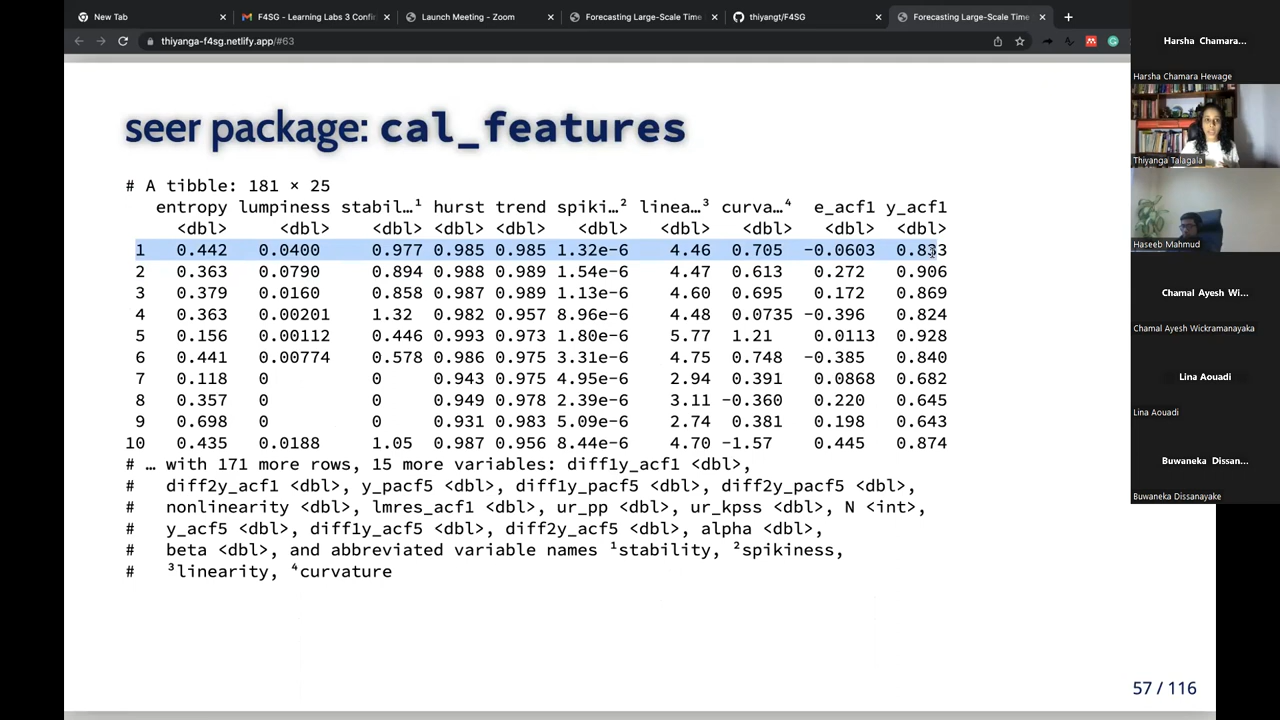 New Tab
F4SG - Learning Labs 3 Confir
Launch Meeting - Zoom
Forecasting Large-Scale Time
thiyangt/F4SG
Forecasting Large-Scale Time
thiyanga-f4sg.netlify.app/#63
seer package: cal_features
# A tibble: 181 × 25
entropy lumpiness stabil…¹ hurst trend spiki…² linea…³ curva…⁴ e_acf1 y_acf1
<dbl> <dbl> <dbl> <dbl> <dbl> <dbl> <dbl> <dbl> <dbl> <dbl>
1 0.442 0.0400 0.977 0.985 0.985 1.32e-6 4.46 0.705 -0.0603 0.833
2 0.363 0.0790 0.894 0.988 0.989 1.54e-6 4.47 0.613 0.272 0.906
3 0.379 0.0160 0.858 0.987 0.989 1.13e-6 4.60 0.695 0.172 0.869
4 0.363 0.00201 1.32 0.982 0.957 8.96e-6 4.48 0.0735 -0.396 0.824
5 0.156 0.00112 0.446 0.993 0.973 1.80e-6 5.77 1.21 0.0113 0.928
6 0.441 0.00774 0.578 0.986 0.975 3.31e-6 4.75 0.748 -0.385 0.840
7 0.118 0 0 0.943 0.975 4.95e-6 2.94 0.391 0.0868 0.682
8 0.357 0 0 0.949 0.978 2.39e-6 3.11 -0.360 0.220 0.645
9 0.698 0 0 0.931 0.983 5.09e-6 2.74 0.381 0.198 0.643
10 0.435 0.0188 1.05 0.987 0.956 8.44e-6 4.70 -1.57 0.445 0.874
# … with 171 more rows, 15 more variables: diff1y_acf1 <dbl>,
# diff2y_acf1 <dbl>, y_pacf5 <dbl>, diff1y_pacf5 <dbl>, diff2y_pacf5 <dbl>,
# nonlinearity <dbl>, lmres_acf1 <dbl>, ur_pp <dbl>, ur_kpss <dbl>, N <int>,
# y_acf5 <dbl>, diff1y_acf5 <dbl>, diff2y_acf5 <dbl>, alpha <dbl>,
# beta <dbl>, and abbreviated variable names ¹stability, ²spikiness,
# ³linearity, ⁴curvature
57 / 116
Harsha Chamara...
Harsha Chamara Hewage
Thiyanga Talagala
Haseeb Mahmud
Chamal Ayesh Wi...
Chamal Ayesh Wickramanayaka
Lina Aouadi
Lina Aouadi
Buwaneka Dissan...
Buwaneka Dissanayake